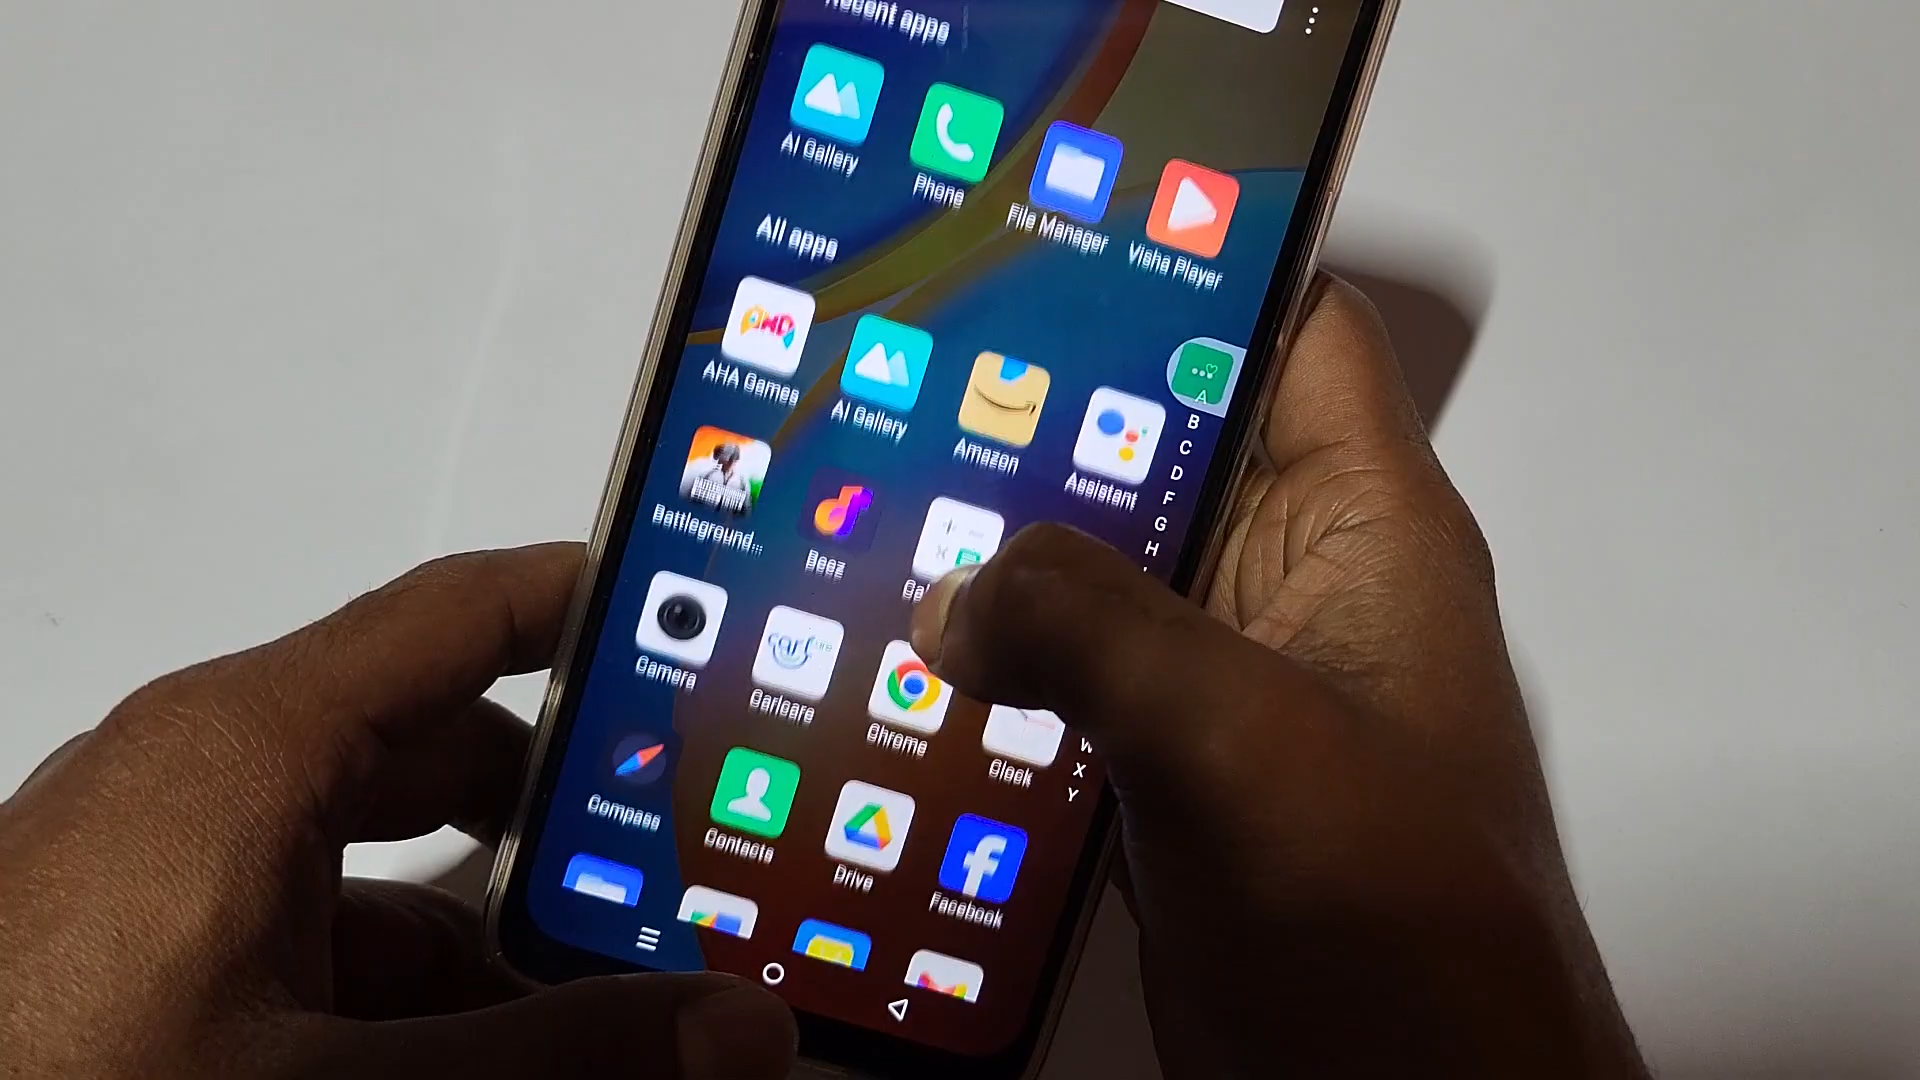 Recent apps
AI Gallery
Phone
File Manager
Visha Player
All apps
AHA Games
AI Gallery
Amazon
Assistant
A
B
C
D
F
G
H
Battleground...
Beez
Camera
carlcare
Carlcare
Chrome
Clock
W
X
Y
Compass
Contacts
Drive
Facebook